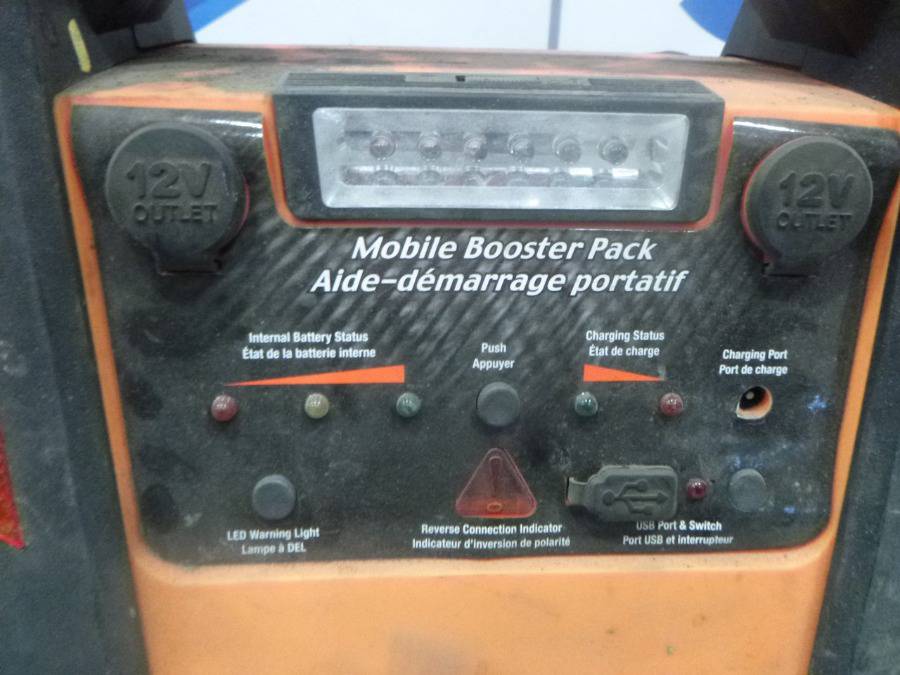 12V
OUTLET
12V
OUTLET
Mobile Booster Pack
Aide-démarrage portatif
Internal Battery Status
État de la batterie interne
Push
Appuyer
Charging Status
État de charge
Charging Port
Port de charge
LED Warning Light
Lampe à DEL
Reverse Connection Indicator
Indicateur d'inversion de polarité
USB Port & Switch
Port USB et interrupteur